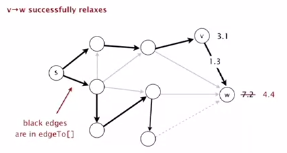 v→w successfully relaxes
v 3.1
s
1.3
w 7.2 4.4
black edges
are in edgeTo[]